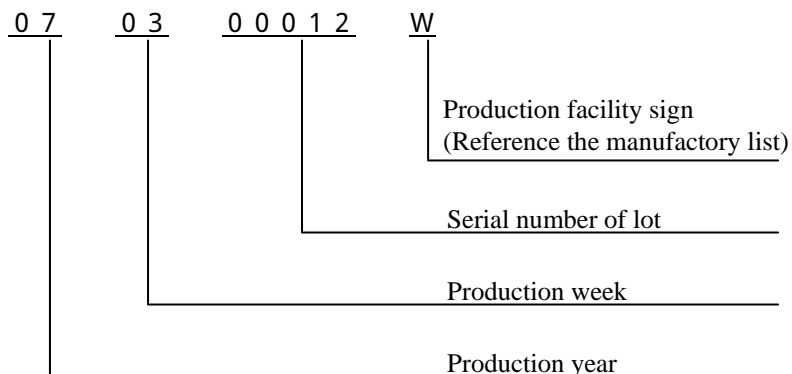 0 7 0 3 0 0 0 1 2 W
Production facility sign
(Reference the manufactory list)
Serial number of lot
Production week
Production year